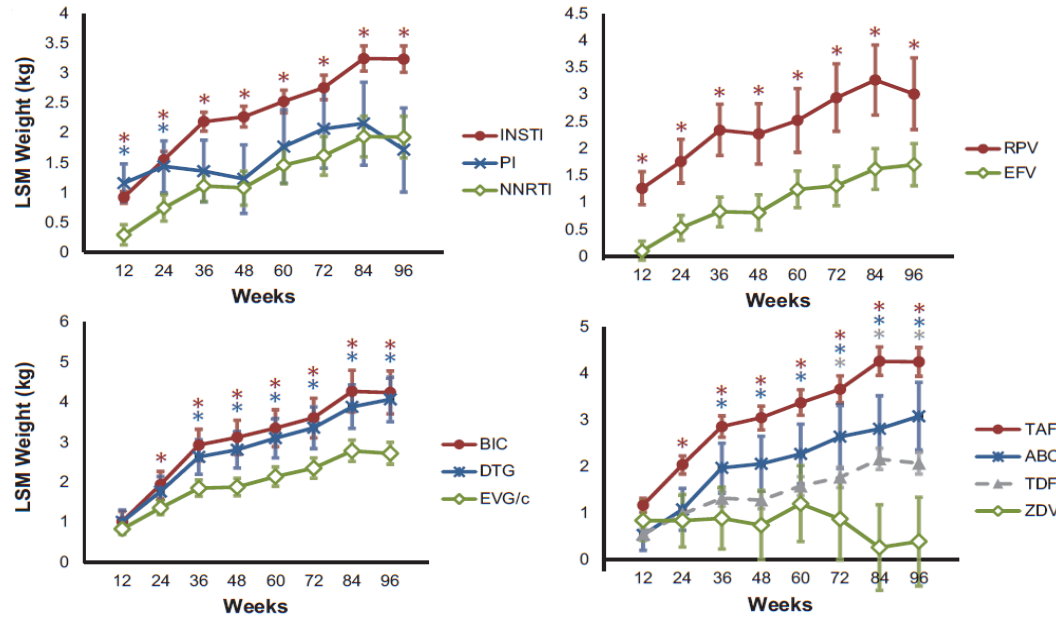 4
3.5
3
2.5
2
1.5
1
0.5
0
LSM Weight (kg)
* * * * * * * *
* *
12 24 36 48 60 72 84 96
Weeks
INSTI
PI
NNRTI
4.5
4
3.5
3
2.5
2
1.5
1
0.5
0
* * * * * * * *
12 24 36 48 60 72 84 96
Weeks
RPV
EFV
6
5
4
3
2
1
0
LSM Weight (kg)
* * * * * * *
* * * * * *
12 24 36 48 60 72 84 96
Weeks
BIC
DTG
EVG/c
5
4
3
2
1
0
* * * * * * *
* * * * * *
* * *
12 24 36 48 60 72 84 96
Weeks
TAF
ABC
TDF
ZDV